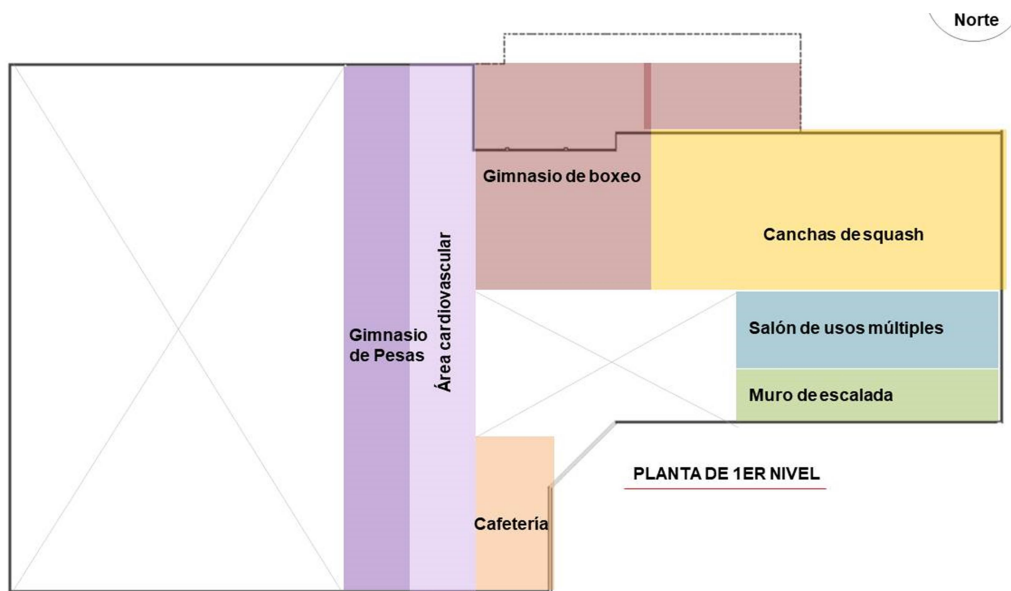 Norte
Gimnasio de boxeo
Canchas de squash
Área cardiovascular
Gimnasio
de Pesas
Salón de usos múltiples
Muro de escalada
PLANTA DE 1ER NIVEL
Cafetería